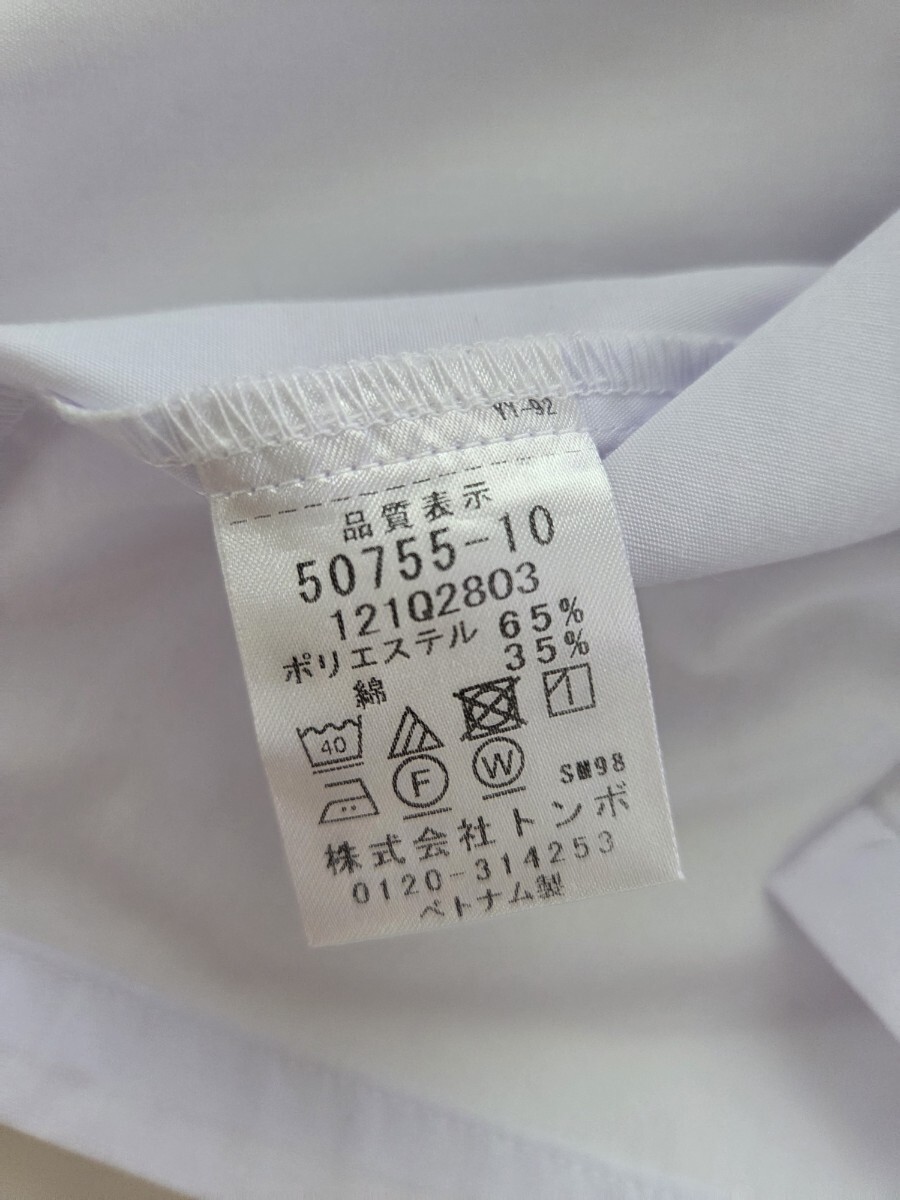 YY-92
品質表示
50755-10
121Q2803
ポリエステル 65%
綿 35%
40
F W
SM98
株式会社トンボ
0120-314253
ベトナム製